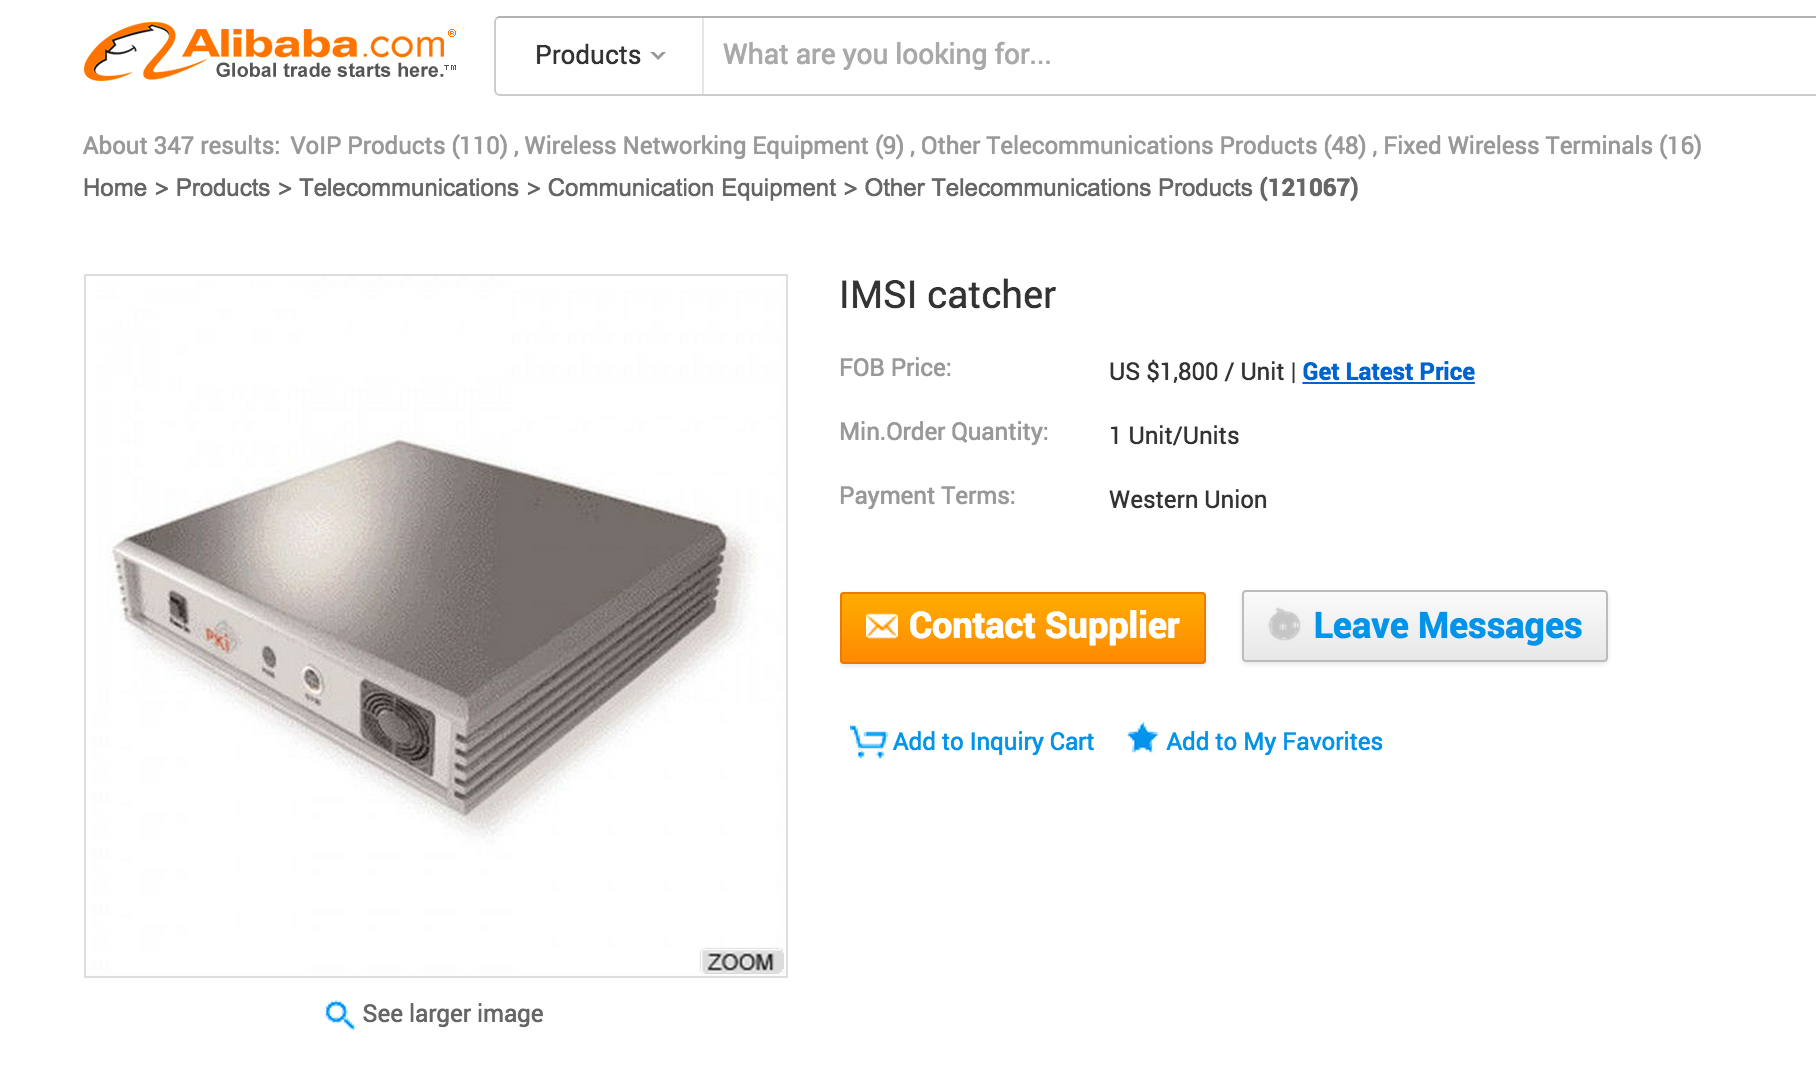 Alibaba.com®
Global trade starts here.™
Products
What are you looking for...
About 347 results: VoIP Products (110) , Wireless Networking Equipment (9) , Other Telecommunications Products (48) , Fixed Wireless Terminals (16)
Home > Products > Telecommunications > Communication Equipment > Other Telecommunications Products (121067)
IMSI catcher
FOB Price: US $1,800 / Unit | Get Latest Price
Min.Order Quantity: 1 Unit/Units
Payment Terms: Western Union
Contact Supplier
Leave Messages
Add to Inquiry Cart
Add to My Favorites
PKi
ZOOM
See larger image